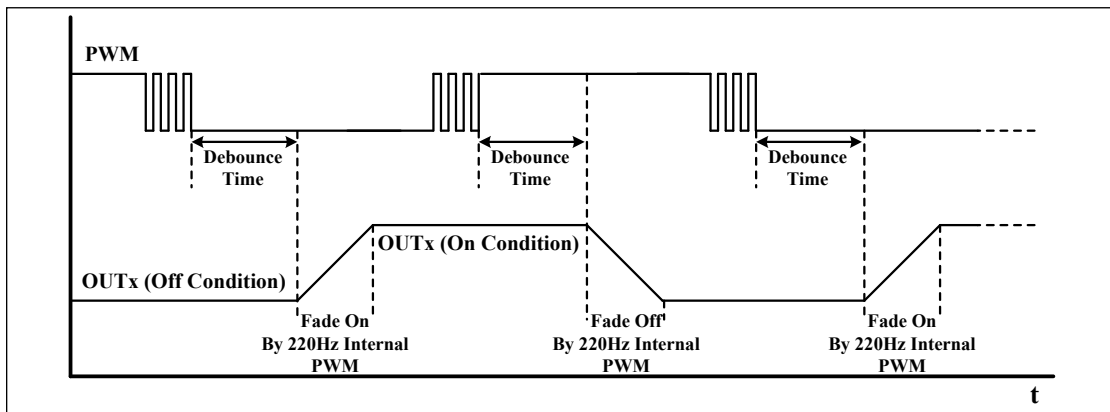 PWM
Debounce
Time
Debounce
Time
Debounce
Time
OUTx (On Condition)
OUTx (Off Condition)
Fade On
By 220Hz Internal
PWM
Fade Off
By 220Hz Internal
PWM
Fade On
By 220Hz Internal
PWM
t